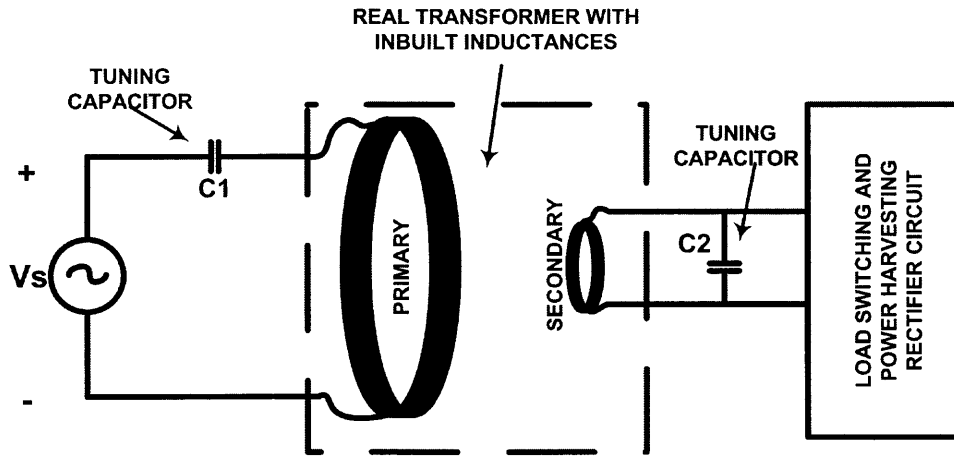 REAL TRANSFORMER WITH
INBUILT INDUCTANCES
TUNING
CAPACITOR
C1
+
Vs
-
PRIMARY
SECONDARY
TUNING
CAPACITOR
C2
LOAD SWITCHING AND
POWER HARVESTING
RECTIFIER CIRCUIT